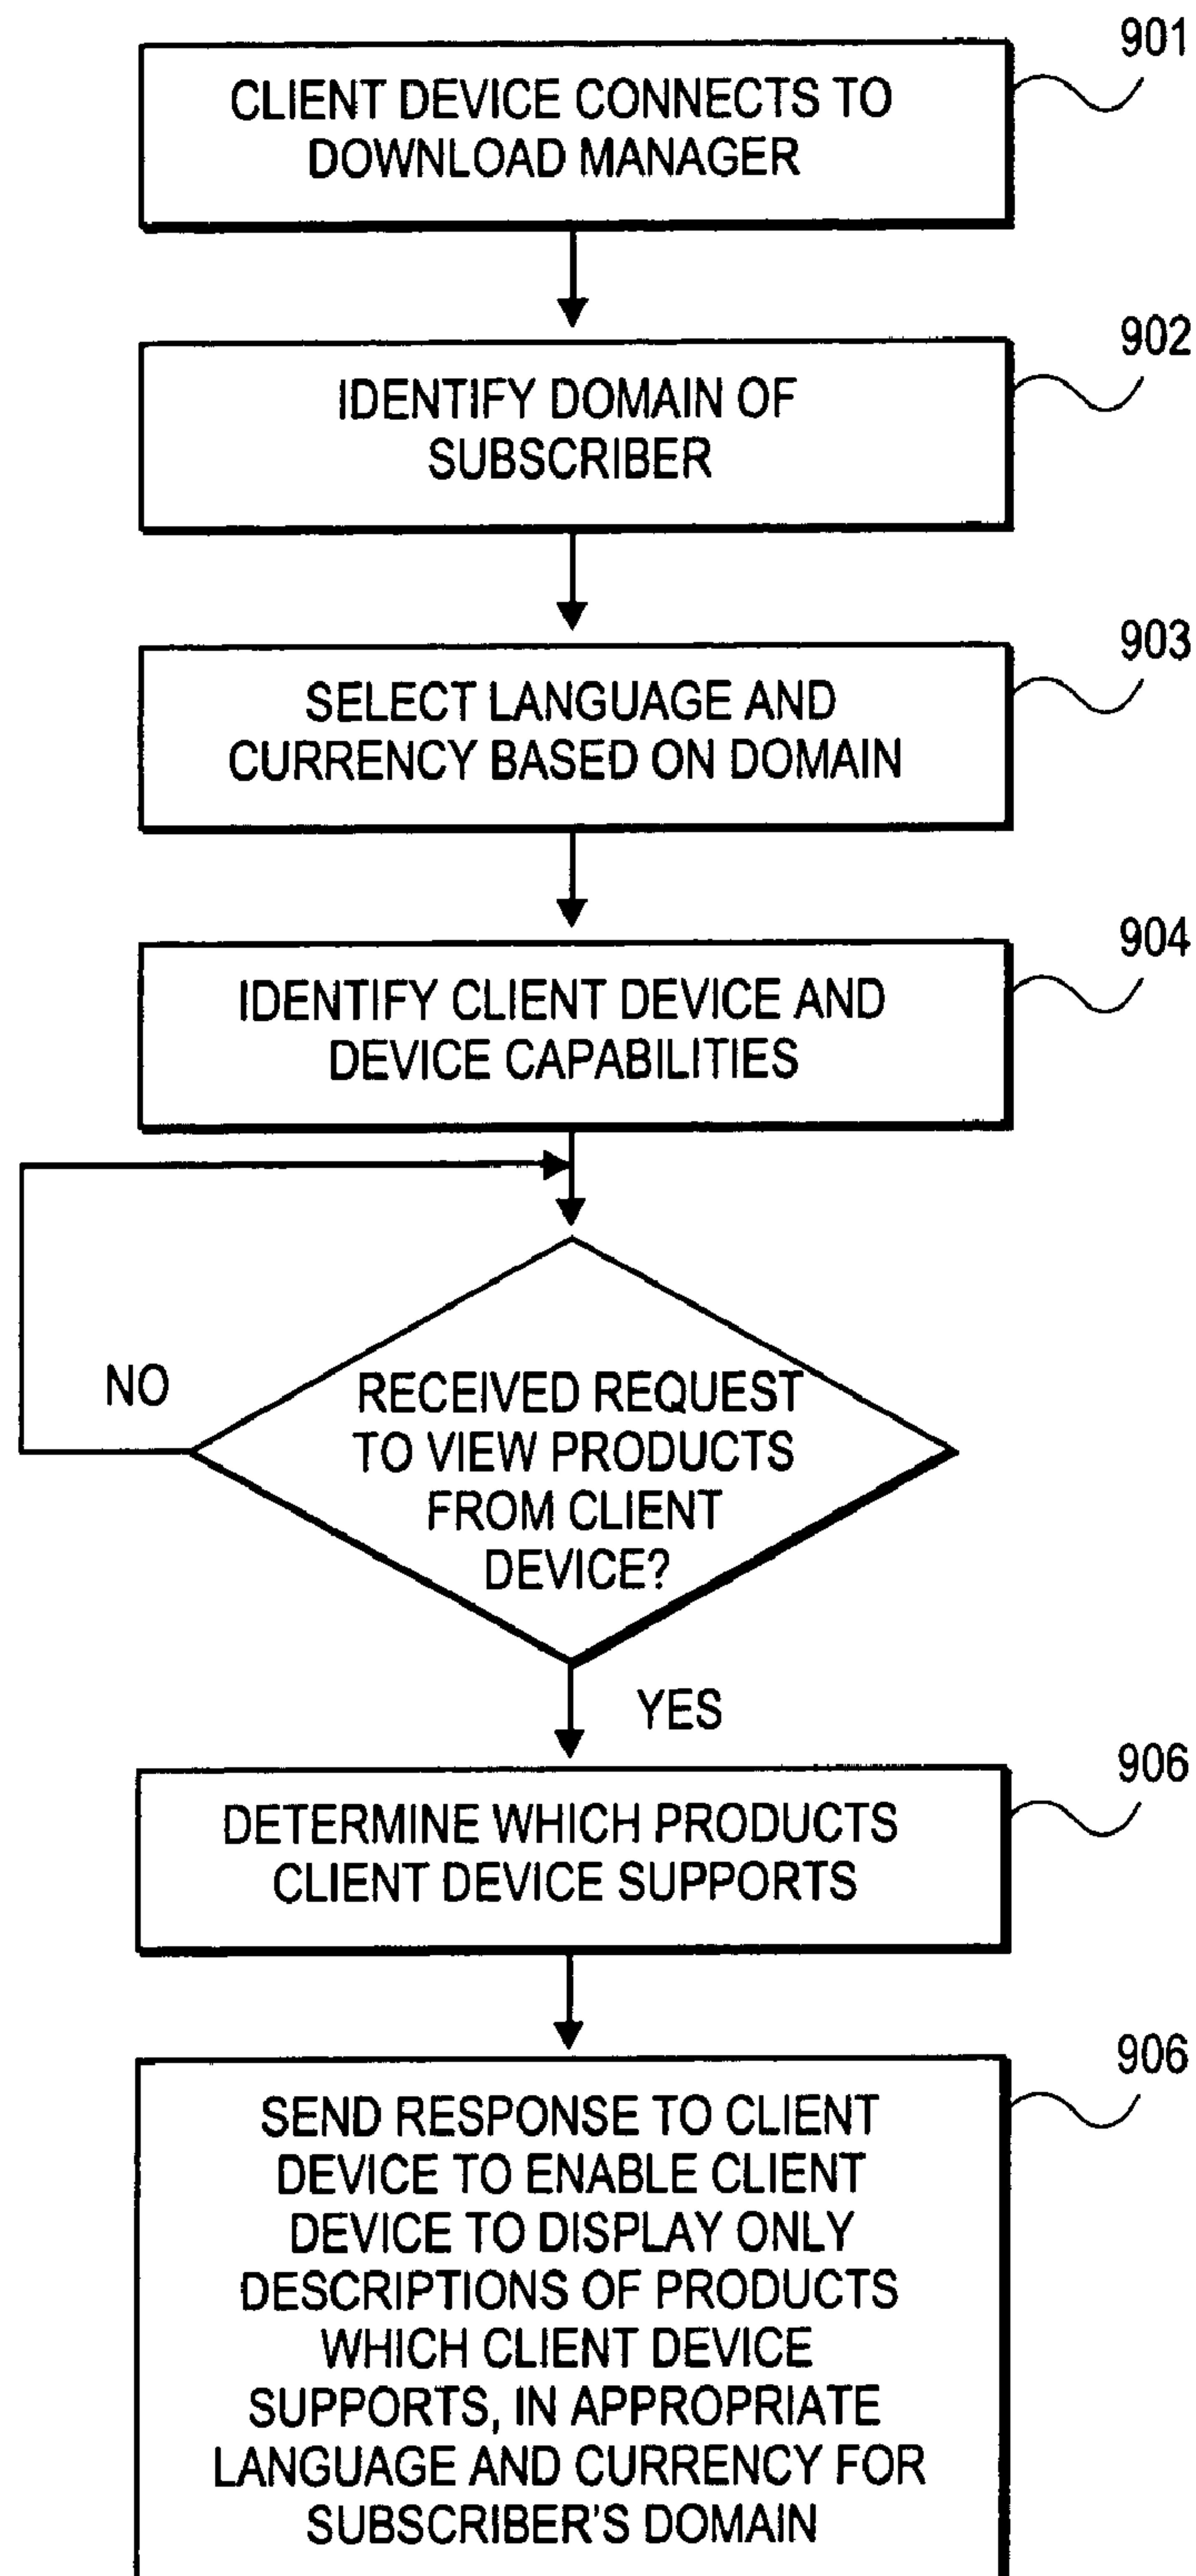 901
CLIENT DEVICE CONNECTS TO
DOWNLOAD MANAGER
902
IDENTIFY DOMAIN OF
SUBSCRIBER
903
SELECT LANGUAGE AND
CURRENCY BASED ON DOMAIN
904
IDENTIFY CLIENT DEVICE AND
DEVICE CAPABILITIES
NO
RECEIVED REQUEST
TO VIEW PRODUCTS
FROM CLIENT
DEVICE?
YES
906
DETERMINE WHICH PRODUCTS
CLIENT DEVICE SUPPORTS
906
SEND RESPONSE TO CLIENT
DEVICE TO ENABLE CLIENT
DEVICE TO DISPLAY ONLY
DESCRIPTIONS OF PRODUCTS
WHICH CLIENT DEVICE
SUPPORTS, IN APPROPRIATE
LANGUAGE AND CURRENCY FOR
SUBSCRIBER'S DOMAIN